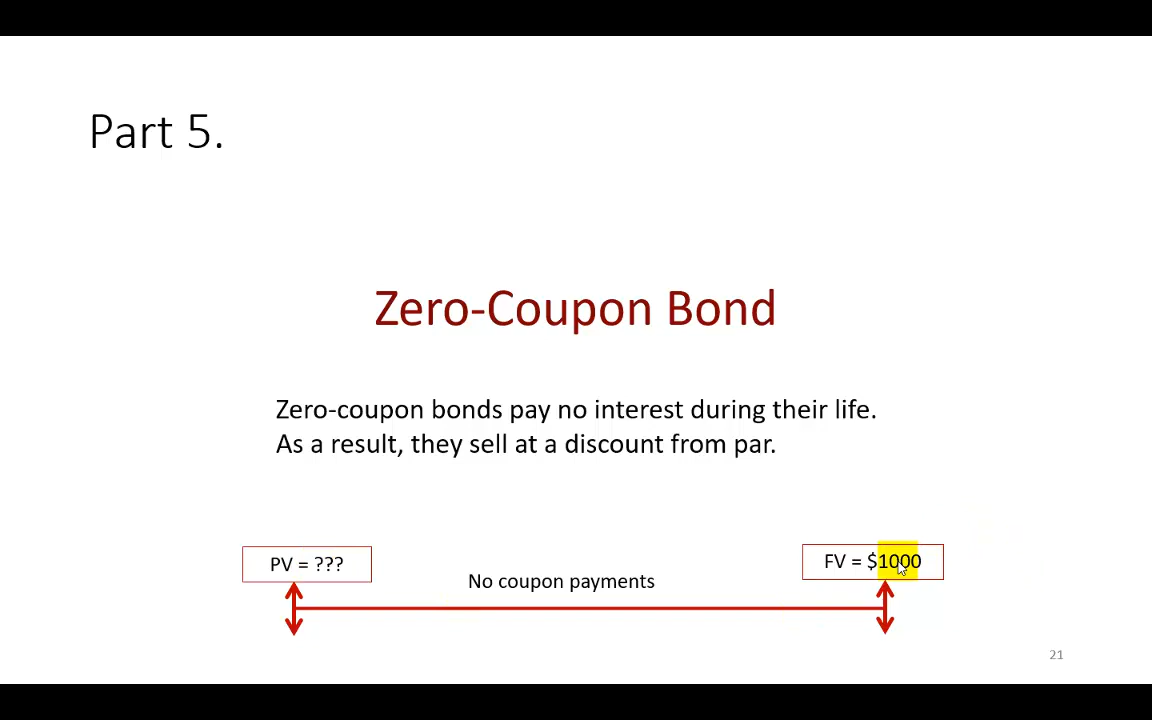 Part 5.
Zero-Coupon Bond
Zero-coupon bonds pay no interest during their life.
As a result, they sell at a discount from par.
PV = ???
No coupon payments
FV = $1000
21